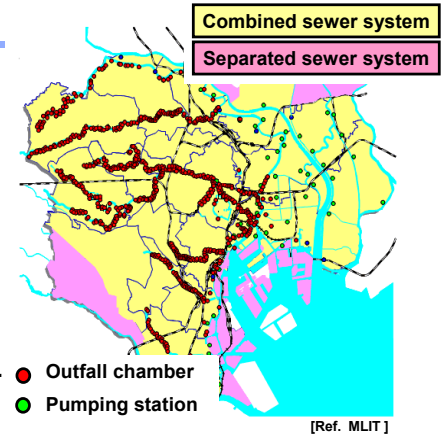 Combined sewer system
Separated sewer system
Outfall chamber
Pumping station
[Ref. MLIT ]